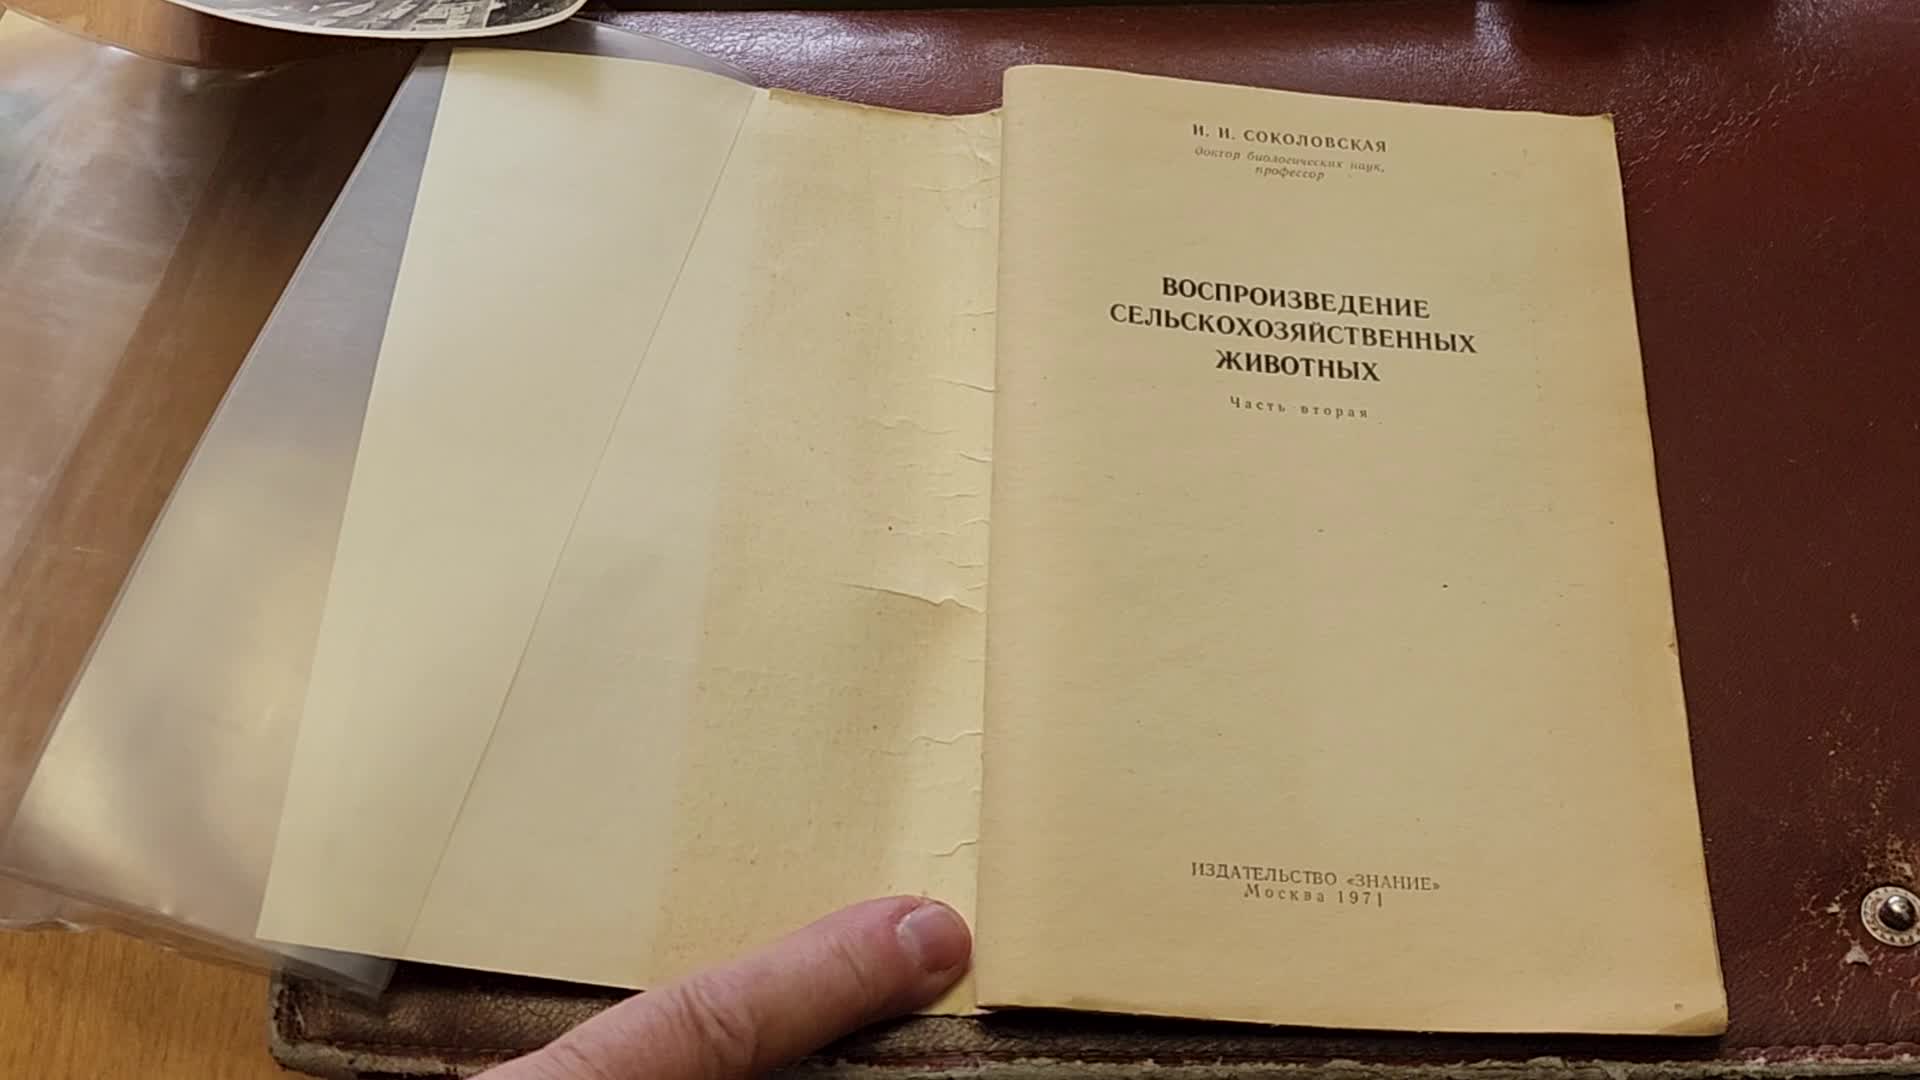 И. И. СОКОЛОВСКАЯ
доктор биологических наук,
профессор
ВОСПРОИЗВЕДЕНИЕ
СЕЛЬСКОХОЗЯЙСТВЕННЫХ
ЖИВОТНЫХ
Часть вторая
ИЗДАТЕЛЬСТВО «ЗНАНИЕ»
Москва 1971